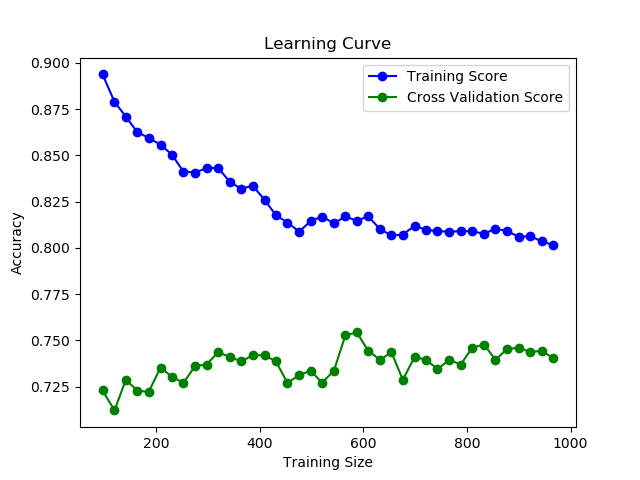 Learning Curve
Training Score
Cross Validation Score
0.900
0.875
0.850
0.825
0.800
0.775
0.750
0.725
Accuracy
200
400
600
800
1000
Training Size